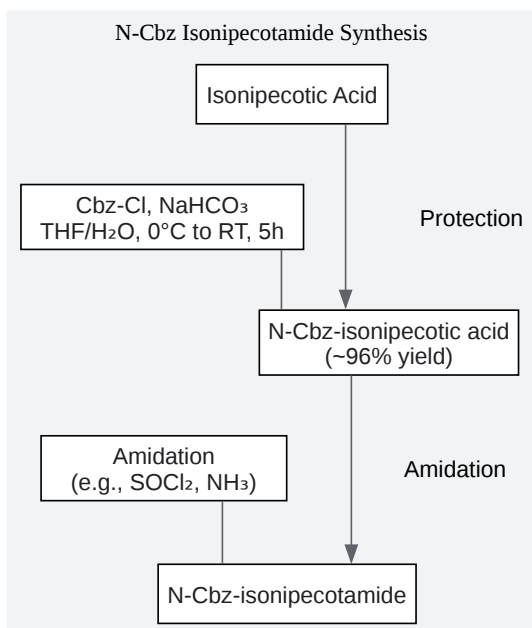 N-Cbz Isonipecotamide Synthesis
Isonipecotic Acid
Cbz-Cl, NaHCO₃
THF/H₂O, 0°C to RT, 5h
Protection
N-Cbz-isonipecotic acid
(~96% yield)
Amidation
(e.g., SOCl₂, NH₃)
Amidation
N-Cbz-isonipecotamide